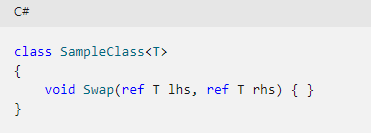 C#
class SampleClass<T>
{
    void Swap(ref T lhs, ref T rhs) { }
}